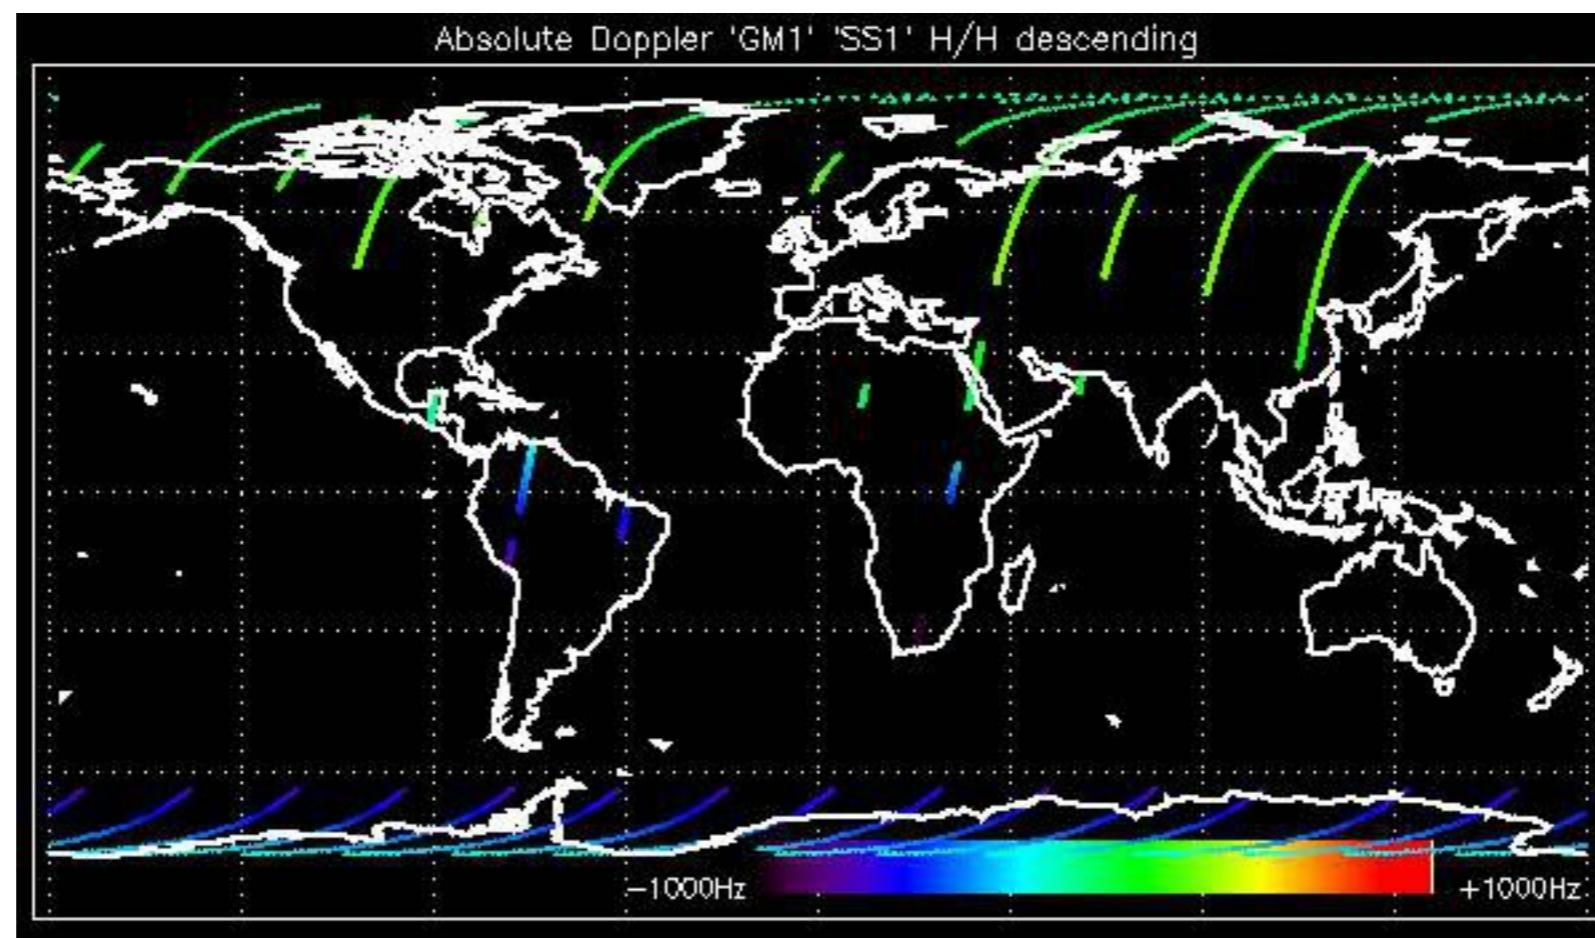 Absolute Doppler 'GM1' 'SS1' H/H descending
-1000Hz +1000Hz